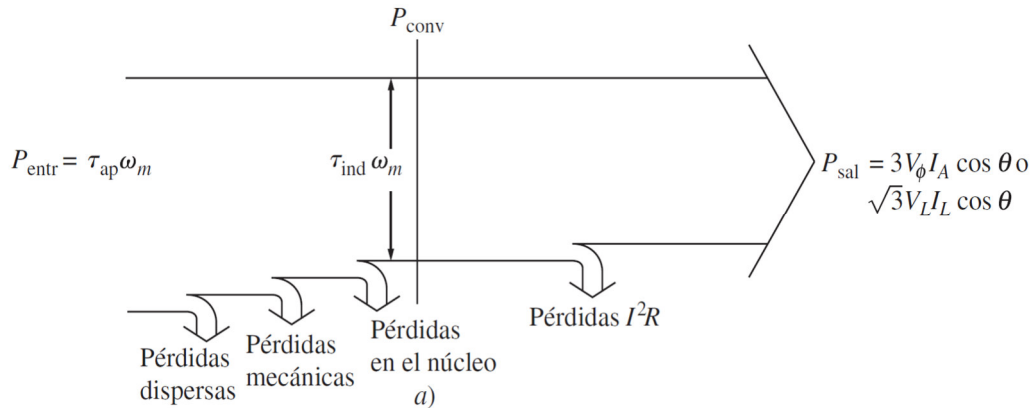 P_conv
P_entr = τ_ap ω_m
τ_ind ω_m
P_sal = 3V_ϕ I_A cos θ o
√3V_L I_L cos θ
Pérdidas
dispersas
Pérdidas
mecánicas
Pérdidas
en el núcleo
Pérdidas I²R
a)